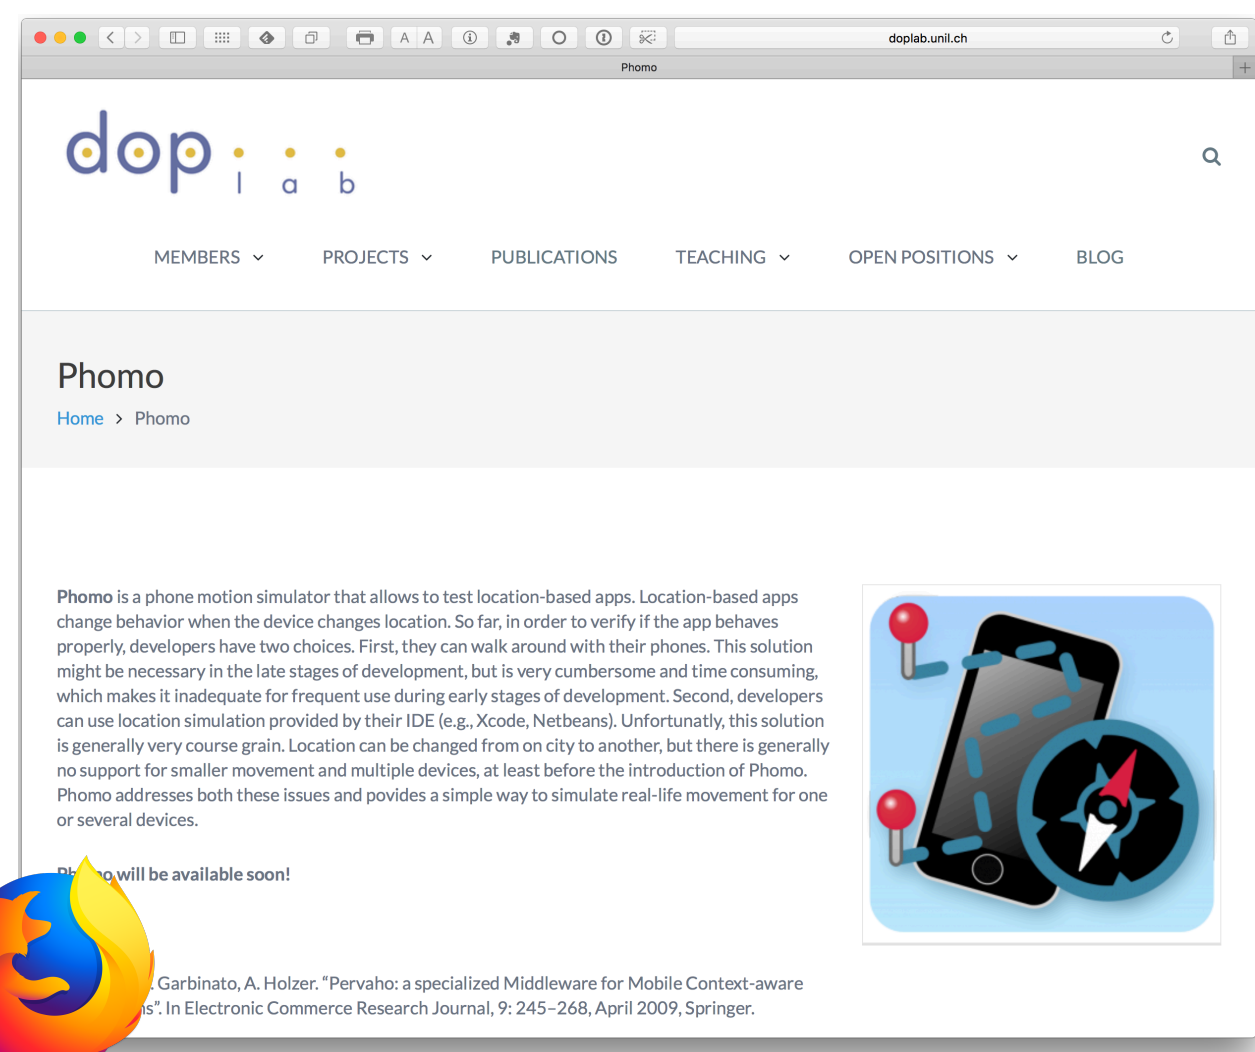 doplab.unil.ch
A A
Phomo
dop
lab
MEMBERS PROJECTS PUBLICATIONS TEACHING OPEN POSITIONS BLOG
Phomo
Home > Phomo
Phomo is a phone motion simulator that allows to test location-based apps. Location-based apps
change behavior when the device changes location. So far, in order to verify if the app behaves
properly, developers have two choices. First, they can walk around with their phones. This solution
might be necessary in the late stages of development, but is very cumbersome and time consuming,
which makes it inadequate for frequent use during early stages of development. Second, developers
can use location simulation provided by their IDE (e.g., Xcode, Netbeans). Unfortunatly, this solution
is generally very course grain. Location can be changed from on city to another, but there is generally
no support for smaller movement and multiple devices, at least before the introduction of Phomo.
Phomo addresses both these issues and povides a simple way to simulate real-life movement for one
or several devices.
will be available soon!
Garbinato, A. Holzer. “Pervaho: a specialized Middleware for Mobile Context-aware
”. In Electronic Commerce Research Journal, 9: 245–268, April 2009, Springer.